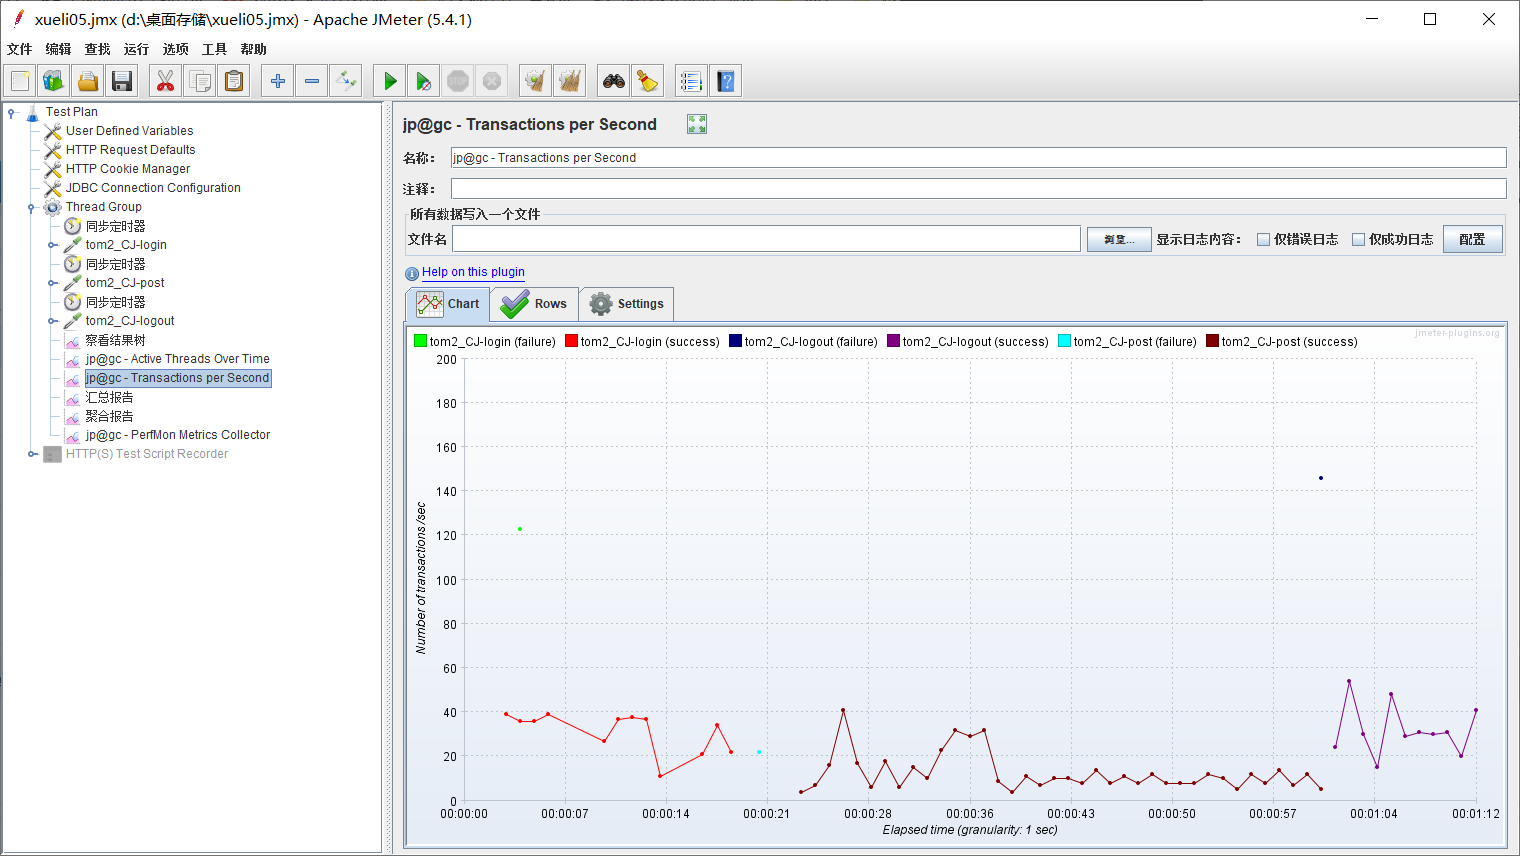 xueli05.jmx (d:\桌面存储\xueli05.jmx) - Apache JMeter (5.4.1)
文件 编辑 查找 运行 选项 工具 帮助
Test Plan
User Defined Variables
HTTP Request Defaults
HTTP Cookie Manager
JDBC Connection Configuration
Thread Group
同步定时器
tom2_CJ-login
同步定时器
tom2_CJ-post
同步定时器
tom2_CJ-logout
察看结果树
jp@gc - Active Threads Over Time
jp@gc - Transactions per Second
汇总报告
聚合报告
jp@gc - PerfMon Metrics Collector
HTTP(S) Test Script Recorder
jp@gc - Transactions per Second
名称： jp@gc - Transactions per Second
注释：
所有数据写入一个文件
文件名 浏览... 显示日志内容： 仅错误日志 仅成功日志 配置
Help on this plugin
Chart Rows Settings
jmeter-plugins.org
tom2_CJ-login (failure) tom2_CJ-login (success) tom2_CJ-logout (failure) tom2_CJ-logout (success) tom2_CJ-post (failure) tom2_CJ-post (success)
Number of transactions /sec
200
180
160
140
120
100
80
60
40
20
0
00:00:00 00:00:07 00:00:14 00:00:21 00:00:28 00:00:36 00:00:43 00:00:50 00:00:57 00:01:04 00:01:12
Elapsed time (granularity: 1 sec)